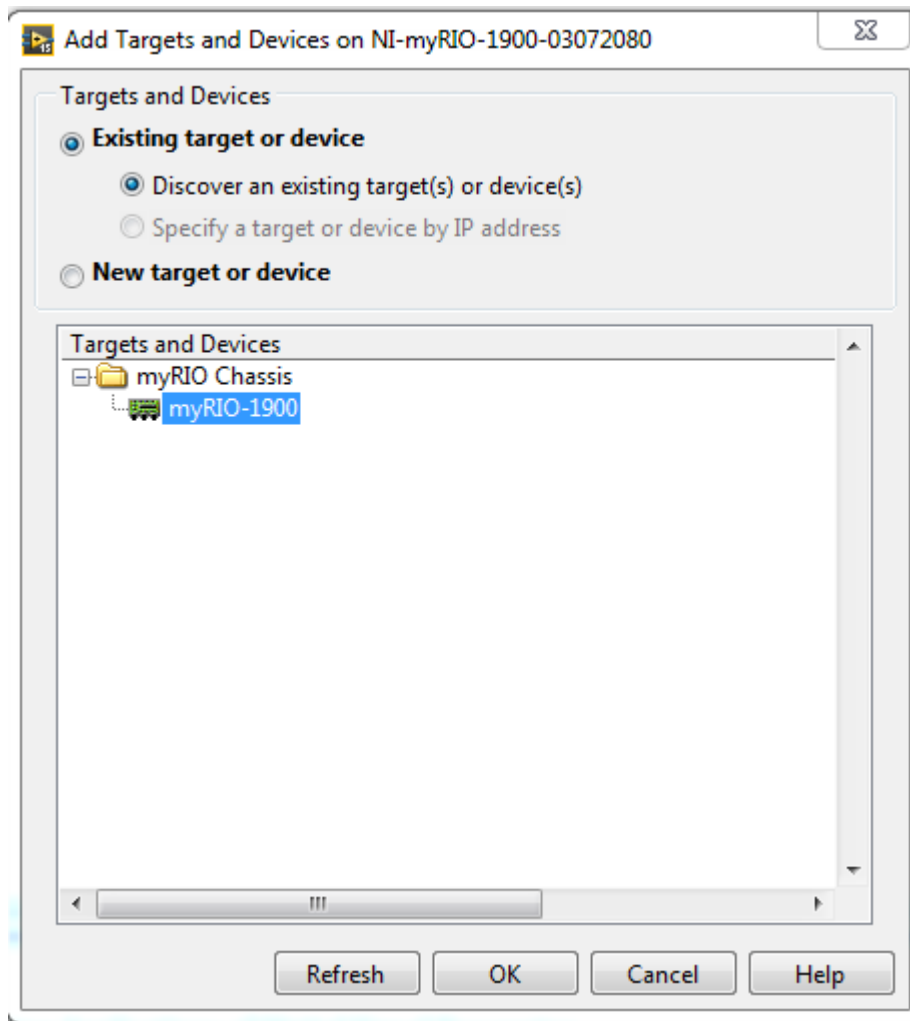 Add Targets and Devices on NI-myRIO-1900-03072080
Targets and Devices
Existing target or device
Discover an existing target(s) or device(s)
Specify a target or device by IP address
New target or device
Targets and Devices
myRIO Chassis
myRIO-1900
Refresh OK Cancel Help